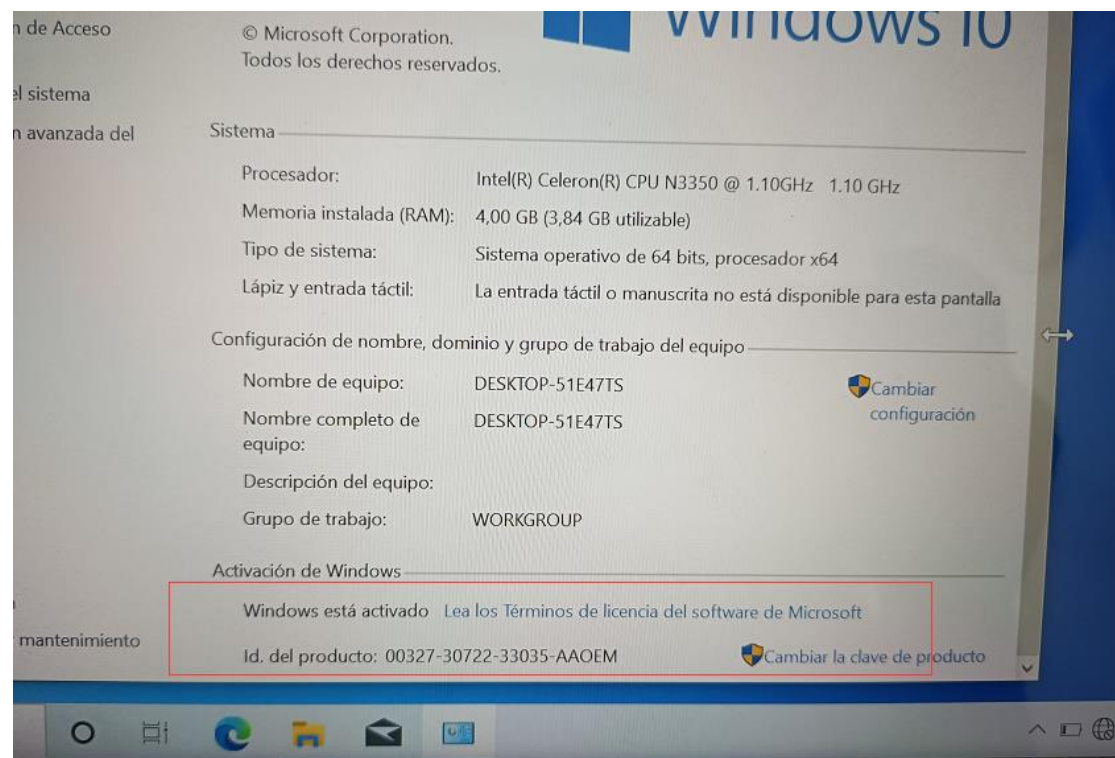 n de Acceso
el sistema
n avanzada del
mantenimiento
Windows 10
© Microsoft Corporation.
Todos los derechos reservados.
Sistema
Procesador: Intel(R) Celeron(R) CPU N3350 @ 1.10GHz 1.10 GHz
Memoria instalada (RAM): 4,00 GB (3,84 GB utilizable)
Tipo de sistema: Sistema operativo de 64 bits, procesador x64
Lápiz y entrada táctil: La entrada táctil o manuscrita no está disponible para esta pantalla
Configuración de nombre, dominio y grupo de trabajo del equipo
Nombre de equipo: DESKTOP-51E47TS
Cambiar
configuración
Nombre completo de DESKTOP-51E47TS
equipo:
Descripción del equipo:
Grupo de trabajo: WORKGROUP
Activación de Windows
Windows está activado Lea los Términos de licencia del software de Microsoft
Id. del producto: 00327-30722-33035-AAOEM Cambiar la clave de producto